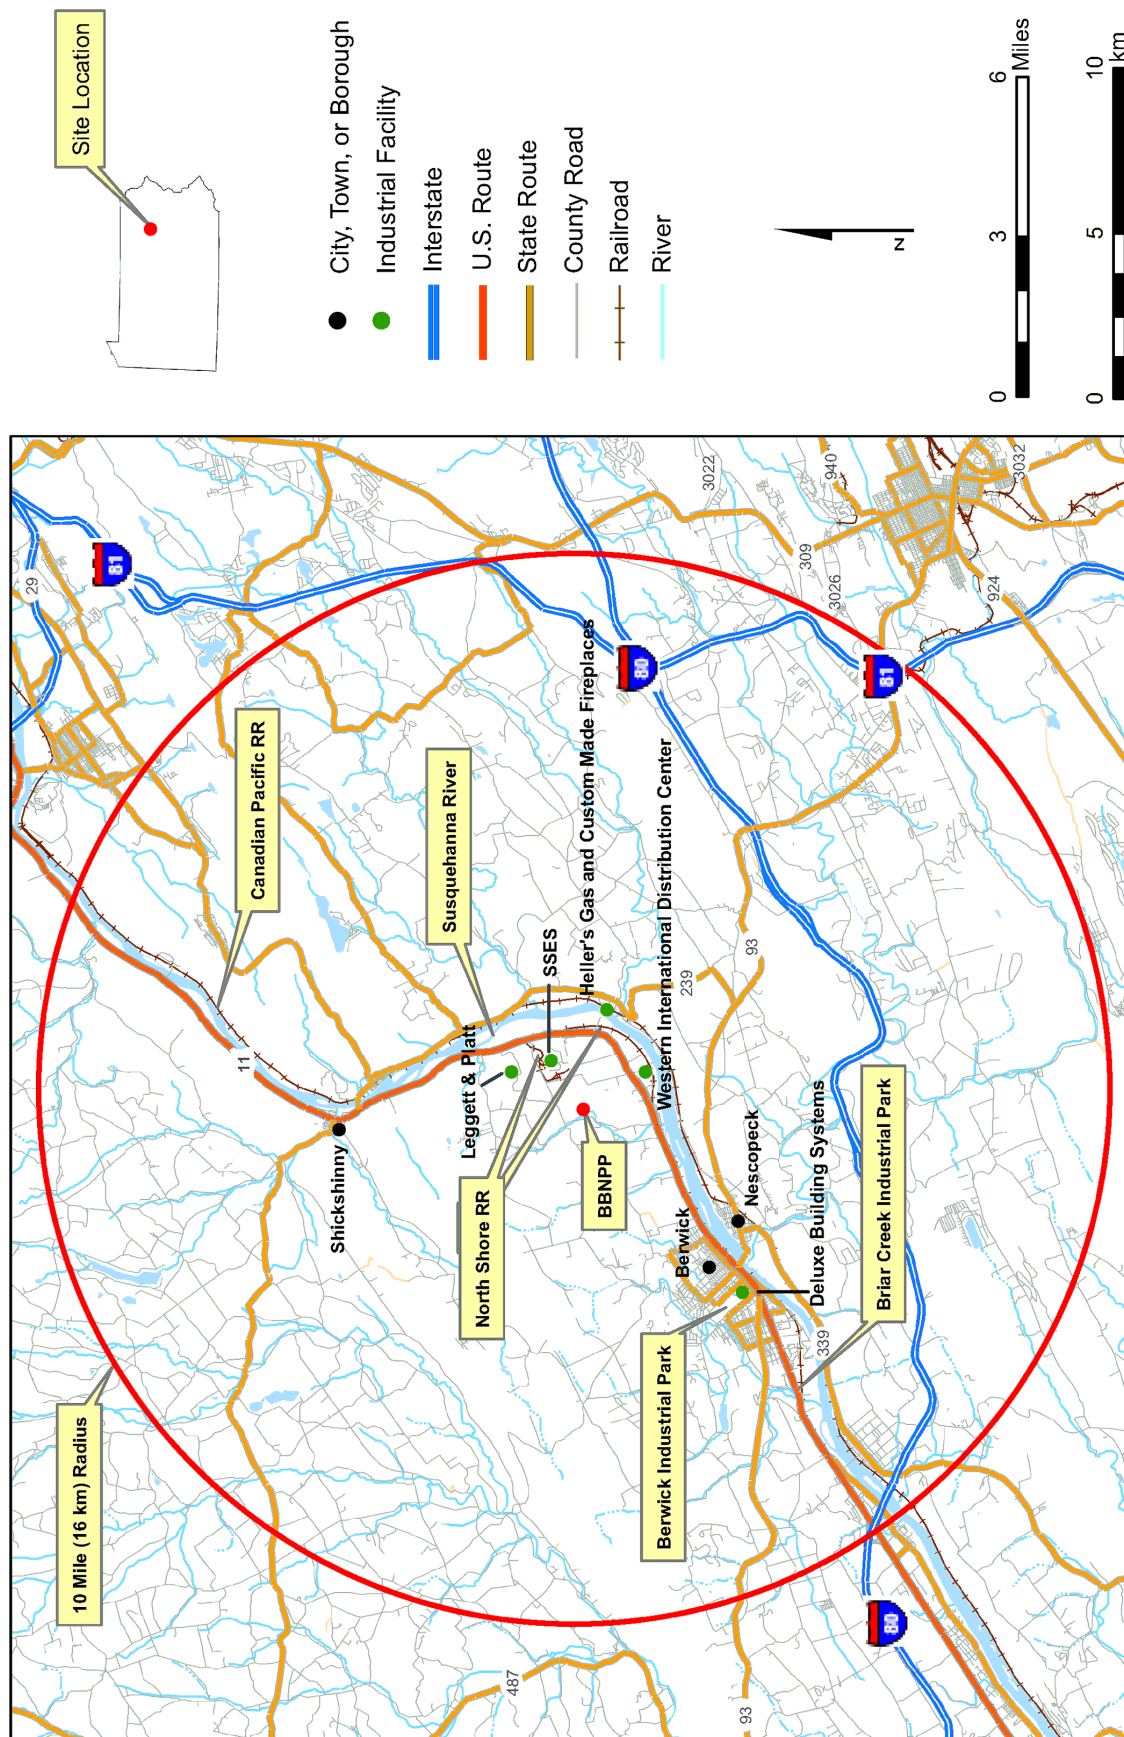 Site Location
City, Town, or Borough
Industrial Facility
Interstate
U.S. Route
State Route
County Road
Railroad
River
N
0
3
6
Miles
0
5
10
km
10 Mile (16 km) Radius
29
81
Canadian Pacific RR
11
Susquehanna River
Shickshinny
Leggett & Platt
SSES
North Shore RR
Heller's Gas and Custom Made Fireplaces
BBNPP
80
Western International Distribution Center
3022
940
3032
309
3026
924
81
239
93
Berwick
Nescopeck
Deluxe Building Systems
Berwick Industrial Park
Briar Creek Industrial Park
339
487
93
80